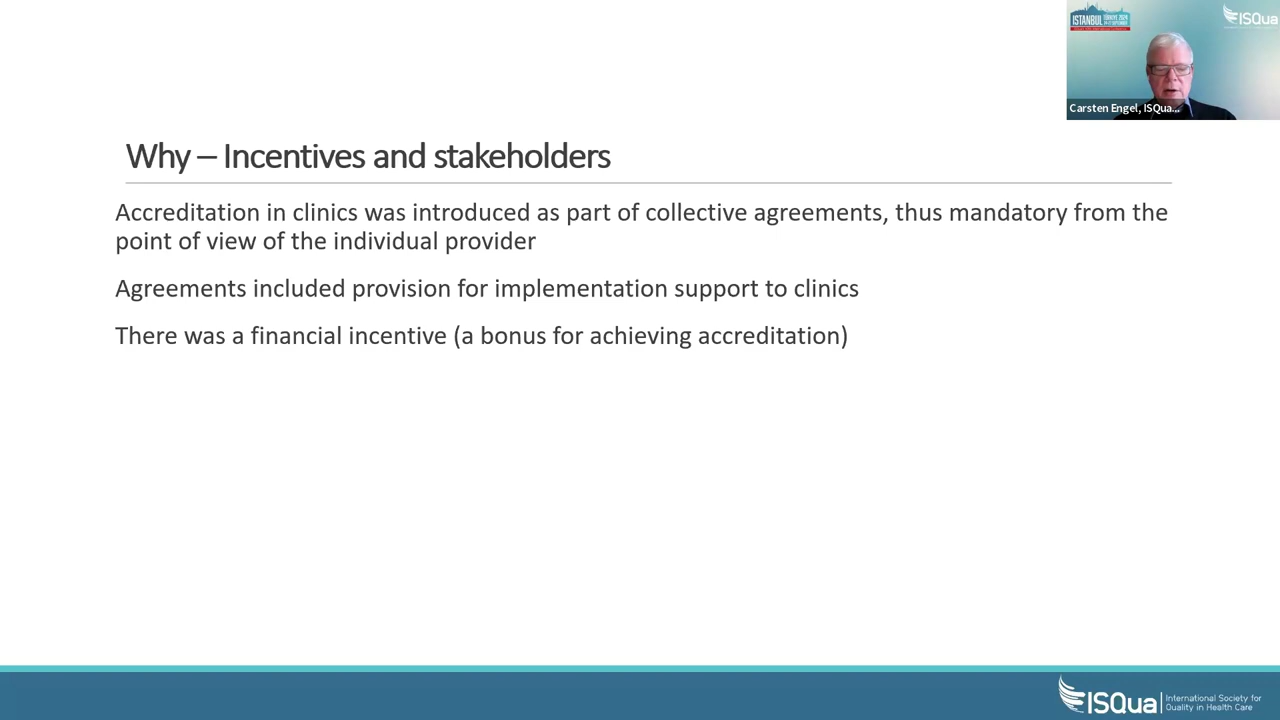 ISTANBUL
ISQua
Carsten Engel, ISQua...
Why – Incentives and stakeholders
Accreditation in clinics was introduced as part of collective agreements, thus mandatory from the
point of view of the individual provider
Agreements included provision for implementation support to clinics
There was a financial incentive (a bonus for achieving accreditation)
ISQua
International Society for
Quality in Health Care